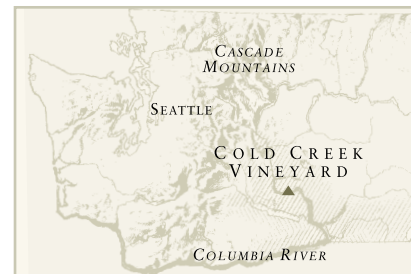 CASCADE
MOUNTAINS
SEATTLE
COLD CREEK
VINEYARD
COLUMBIA RIVER